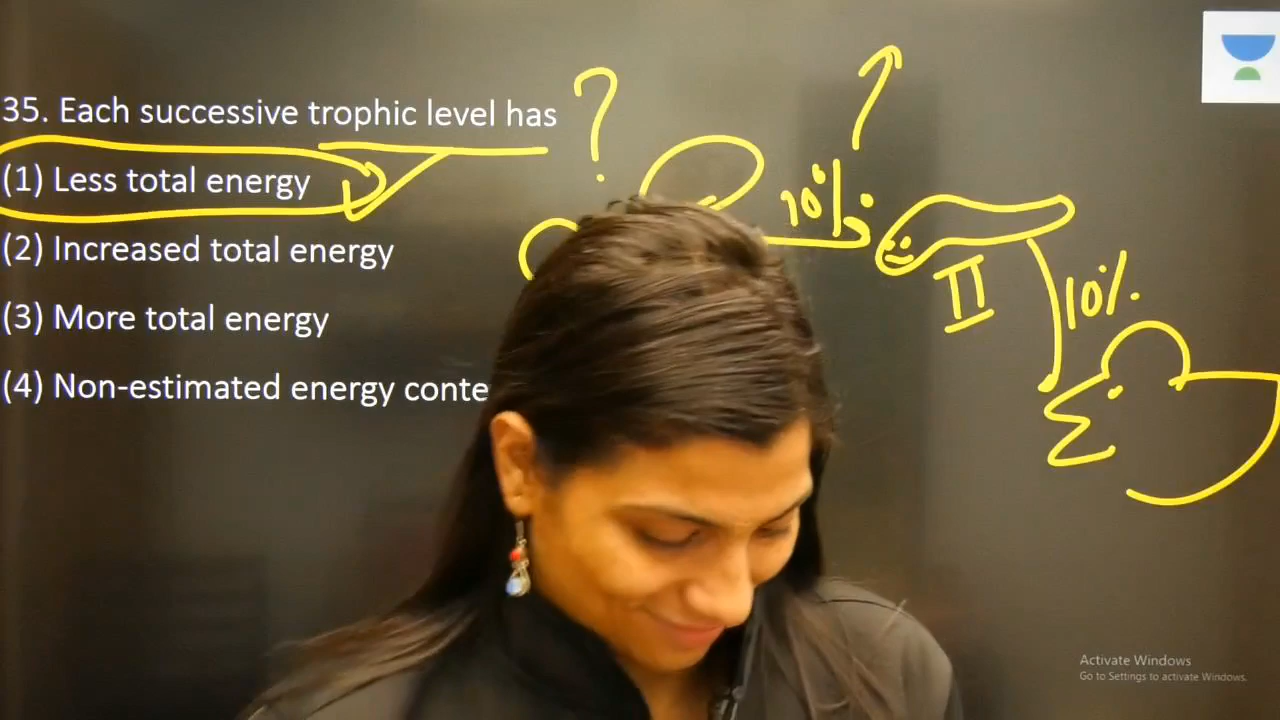 35. Each successive trophic level has
?
(1) Less total energy
10%
(2) Increased total energy
II
10%
(3) More total energy
(4) Non-estimated energy conte
Activate Windows
Go to Settings to activate Windows.